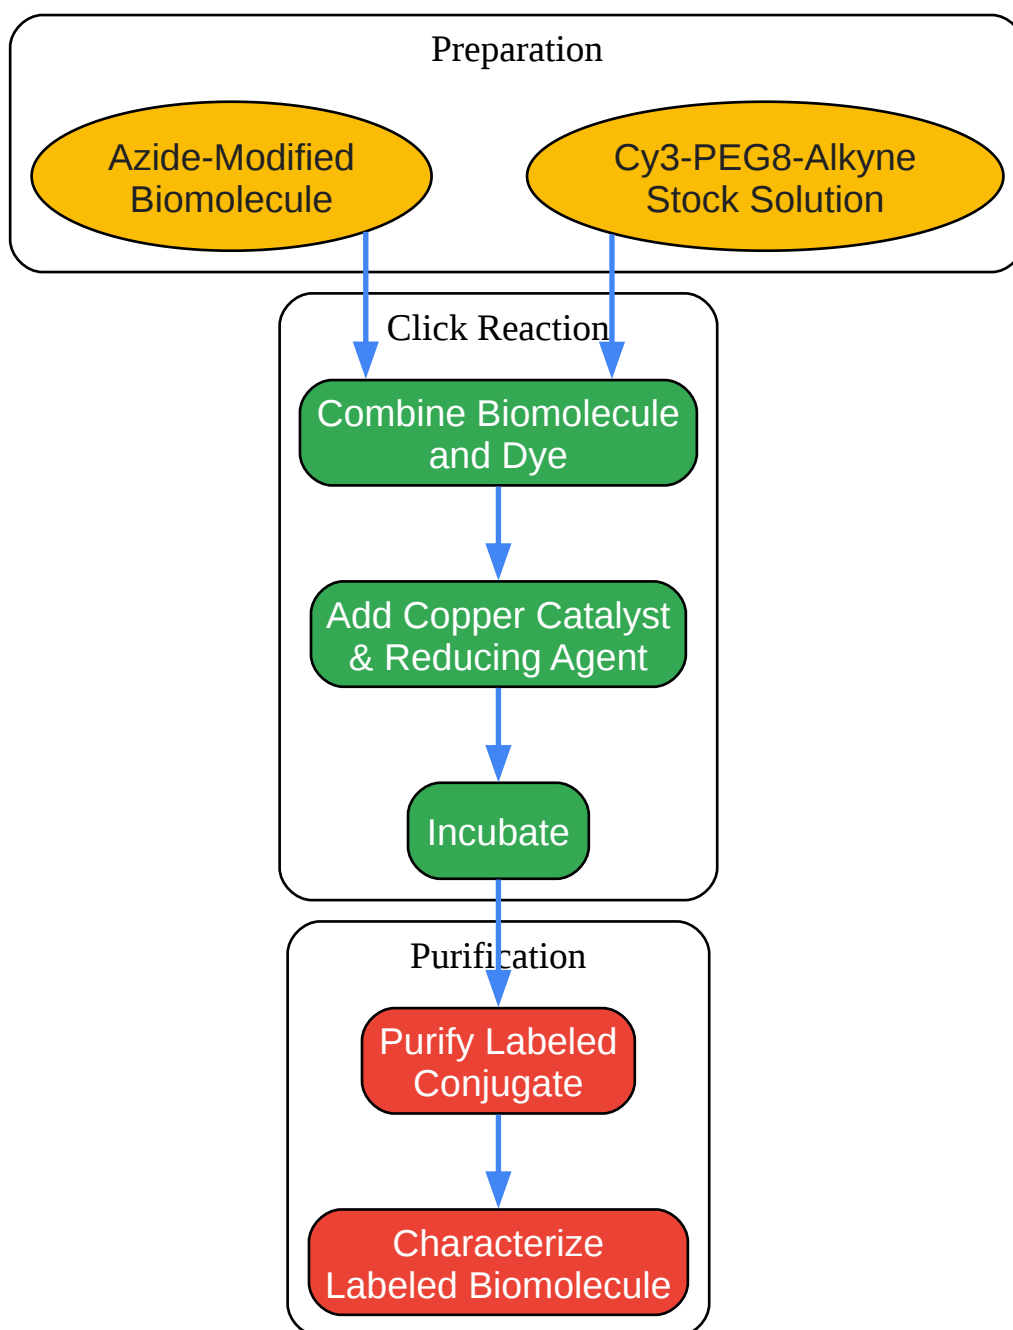 Preparation
Azide-Modified
Biomolecule
Cy3-PEG8-Alkyne
Stock Solution
Click Reaction
Combine Biomolecule
and Dye
Add Copper Catalyst
& Reducing Agent
Incubate
Purification
Purify Labeled
Conjugate
Characterize
Labeled Biomolecule